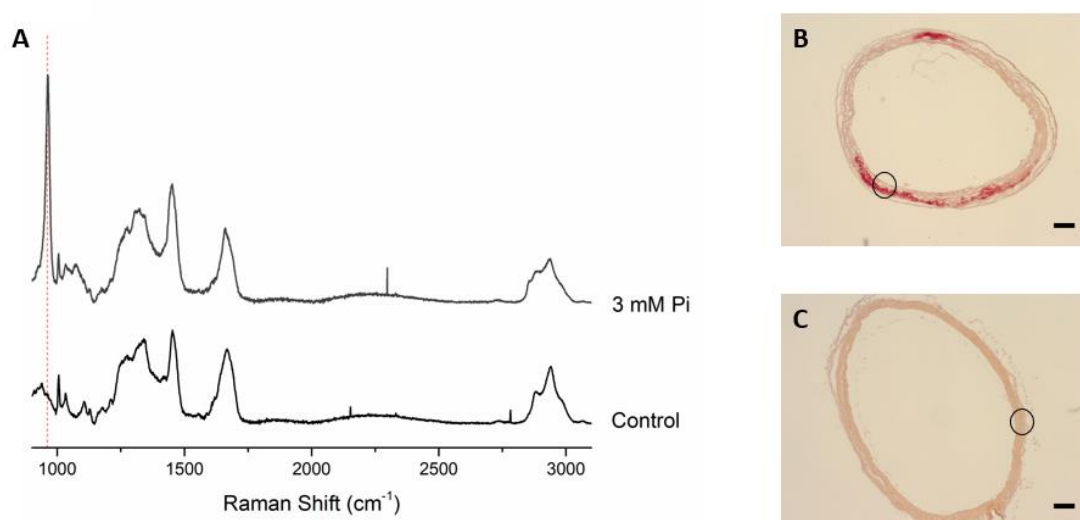 A
3 mM Pi
Control
1000
1500
2000
2500
3000
Raman Shift (cm⁻¹)
B
C